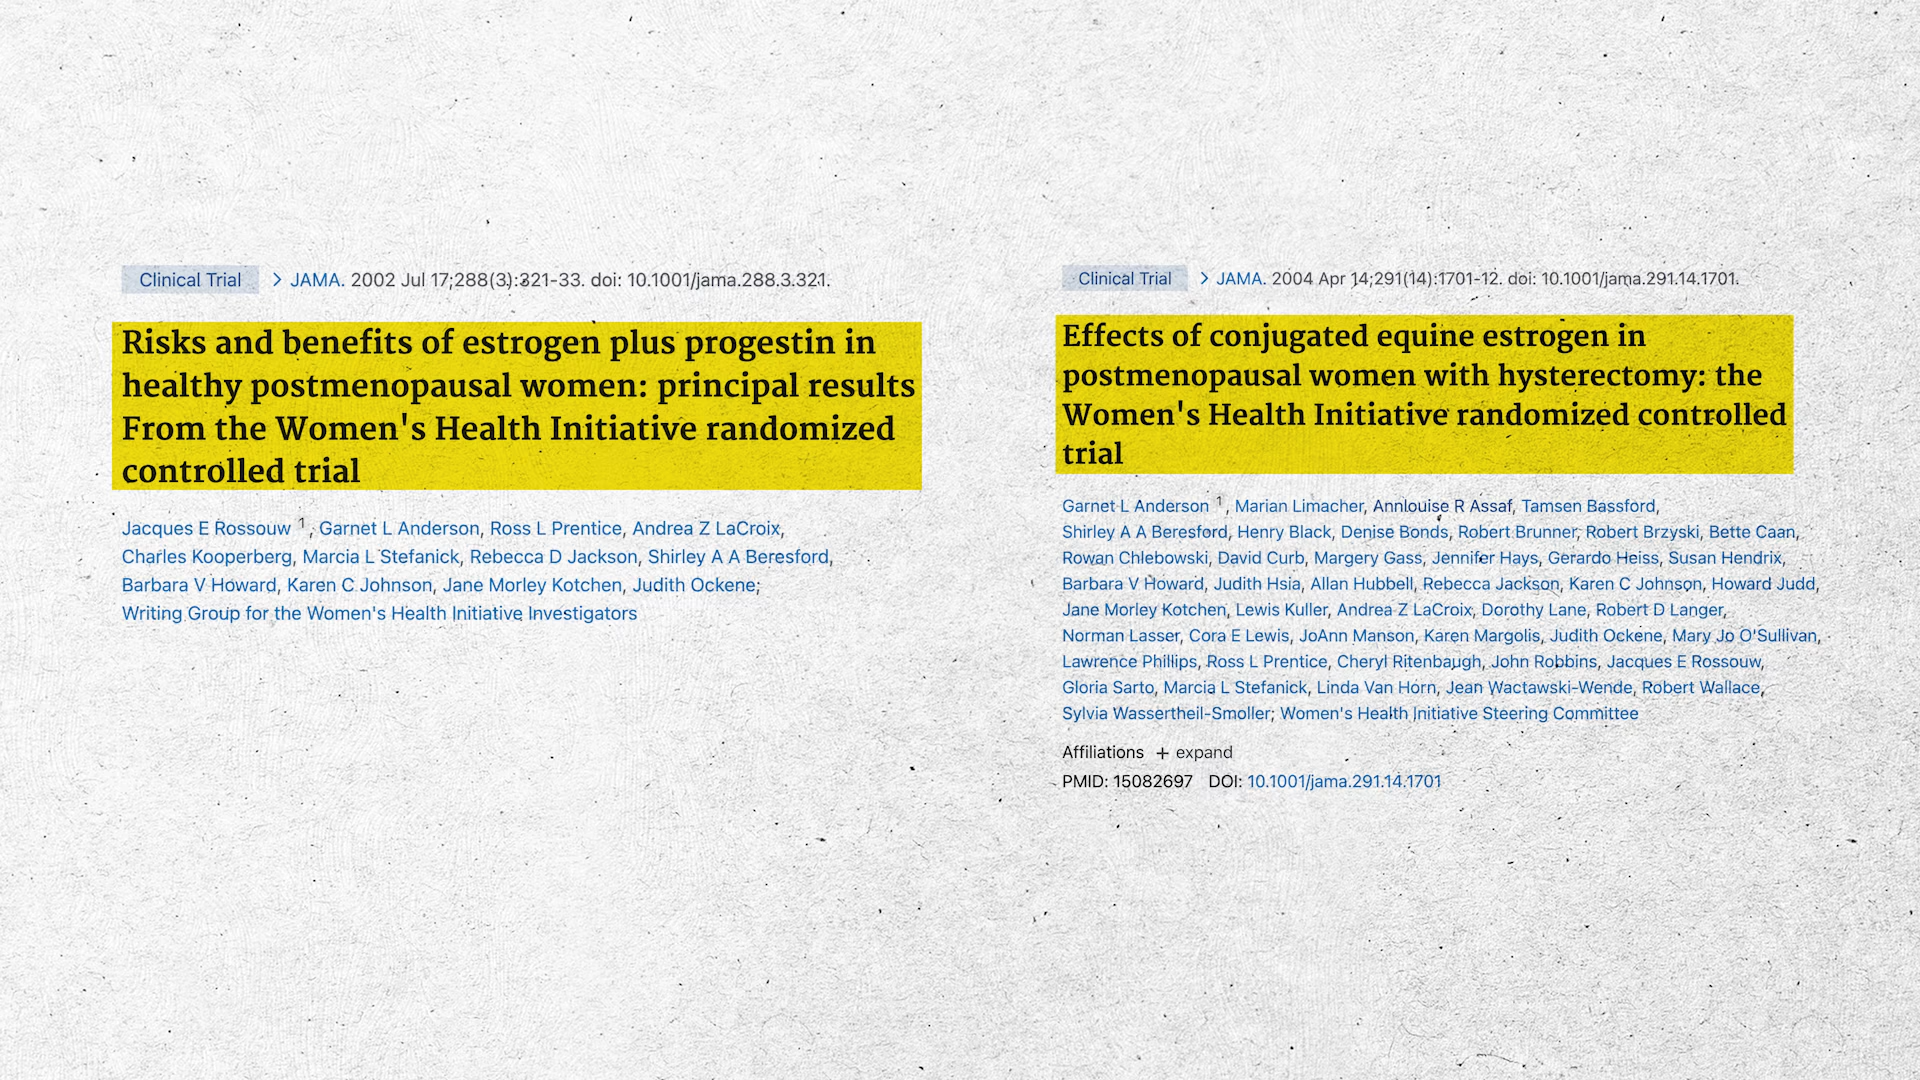 Clinical Trial > JAMA. 2002 Jul 17;288(3):321-33. doi: 10.1001/jama.288.3.321.
Risks and benefits of estrogen plus progestin in
healthy postmenopausal women: principal results
From the Women's Health Initiative randomized
controlled trial
Jacques E Rossouw 1, Garnet L Anderson, Ross L Prentice, Andrea Z LaCroix,
Charles Kooperberg, Marcia L Stefanick, Rebecca D Jackson, Shirley A A Beresford,
Barbara V Howard, Karen C Johnson, Jane Morley Kotchen, Judith Ockene;
Writing Group for the Women's Health Initiative Investigators
Clinical Trial > JAMA. 2004 Apr 14;291(14):1701-12. doi: 10.1001/jama.291.14.1701.
Effects of conjugated equine estrogen in
postmenopausal women with hysterectomy: the
Women's Health Initiative randomized controlled
trial
Garnet L Anderson 1, Marian Limacher, Annlouise R Assaf, Tamsen Bassford,
Shirley A A Beresford, Henry Black, Denise Bonds, Robert Brunner, Robert Brzyski, Bette Caan,
Rowan Chlebowski, David Curb, Margery Gass, Jennifer Hays, Gerardo Heiss, Susan Hendrix,
Barbara V Howard, Judith Hsia, Allan Hubbell, Rebecca Jackson, Karen C Johnson, Howard Judd,
Jane Morley Kotchen, Lewis Kuller, Andrea Z LaCroix, Dorothy Lane, Robert D Langer,
Norman Lasser, Cora E Lewis, JoAnn Manson, Karen Margolis, Judith Ockene, Mary Jo O'Sullivan,
Lawrence Phillips, Ross L Prentice, Cheryl Ritenbaugh, John Robbins, Jacques E Rossouw,
Gloria Sarto, Marcia L Stefanick, Linda Van Horn, Jean Wactawski-Wende, Robert Wallace,
Sylvia Wassertheil-Smoller; Women's Health Initiative Steering Committee
Affiliations + expand
PMID: 15082697 DOI: 10.1001/jama.291.14.1701